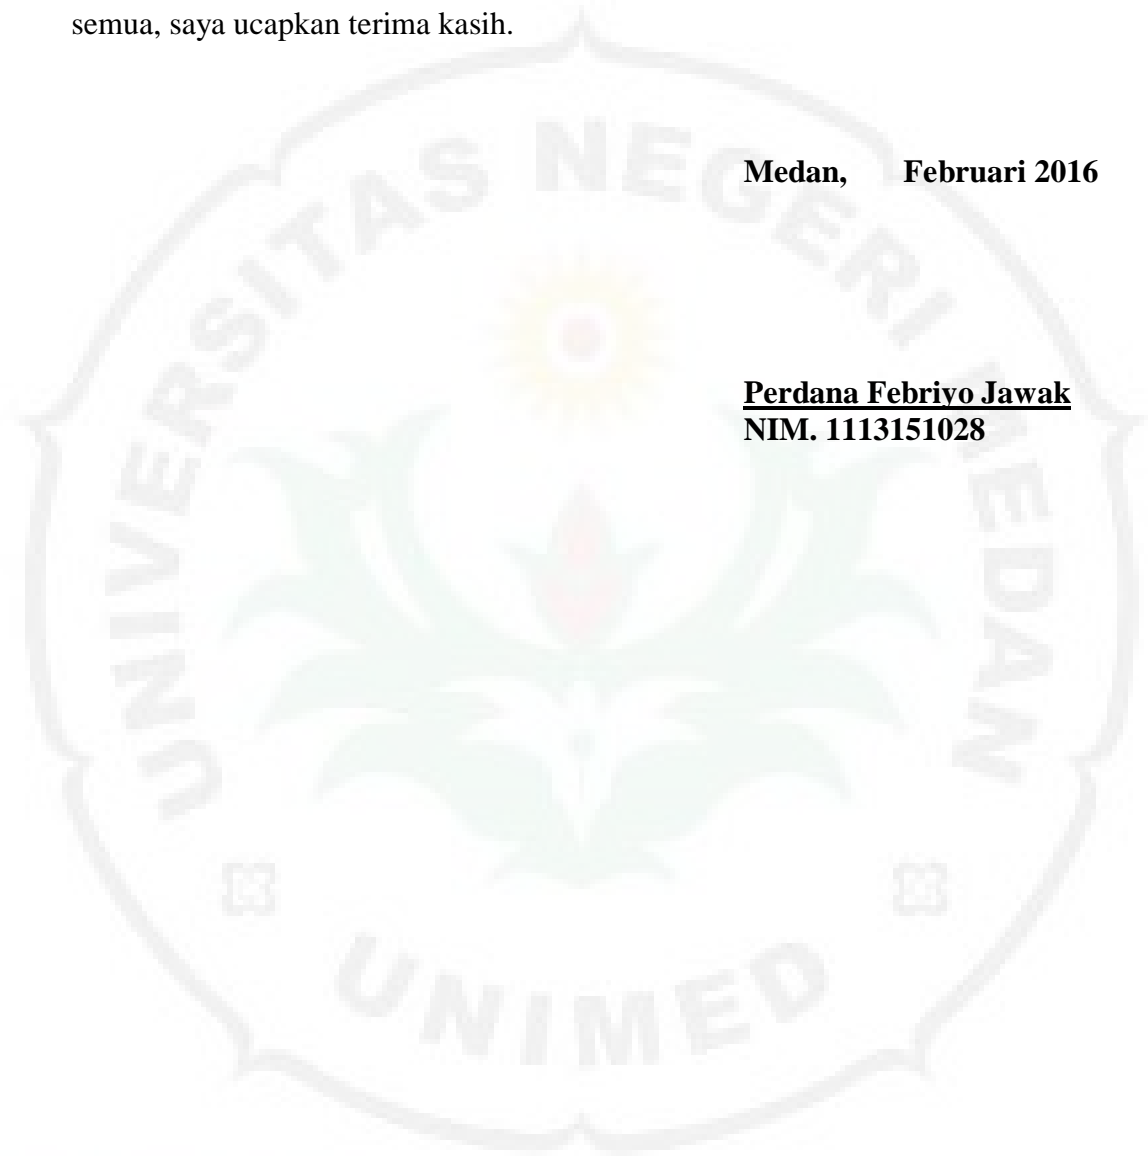 semua, saya ucapkan terima kasih.
UNIVERSITAS NEGERI MEDAN
Medan, Februari 2016
Perdana Febriyo Jawak
NIM. 1113151028
UNIMED